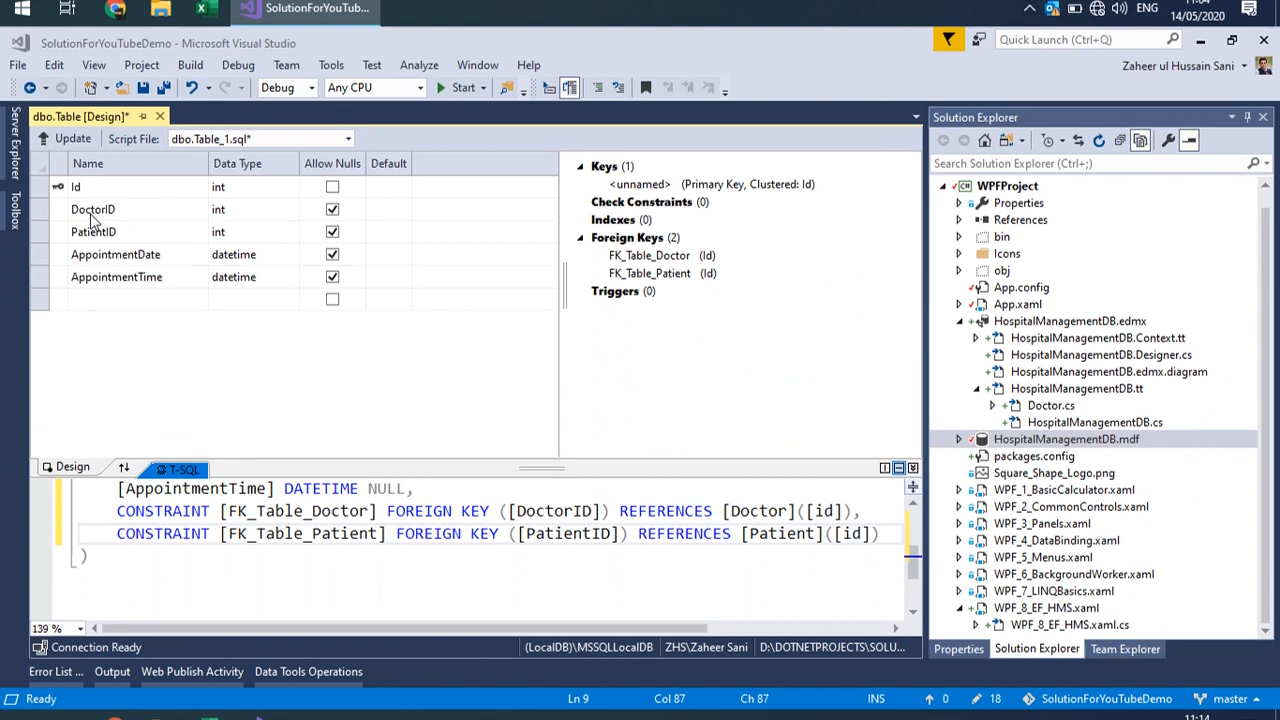 SolutionForYouTub...
11:04
ENG
14/05/2020
SolutionForYouTubeDemo - Microsoft Visual Studio
Quick Launch (Ctrl+Q)
File Edit View Project Build Debug Team Tools Test Analyze Window Help
Zaheer ul Hussain Sani
Debug Any CPU Start
Server Explorer
Toolbox
dbo.Table [Design]*
Update Script File: dbo.Table_1.sql*
Name Data Type Allow Nulls Default
Id int
DoctorID int
PatientID int
AppointmentDate datetime
AppointmentTime datetime
Keys (1)
<unnamed> (Primary Key, Clustered: Id)
Check Constraints (0)
Indexes (0)
Foreign Keys (2)
FK_Table_Doctor (Id)
FK_Table_Patient (Id)
Triggers (0)
Design T-SQL
[AppointmentTime] DATETIME NULL,
CONSTRAINT [FK_Table_Doctor] FOREIGN KEY ([DoctorID]) REFERENCES [Doctor]([id]),
CONSTRAINT [FK_Table_Patient] FOREIGN KEY ([PatientID]) REFERENCES [Patient]([id])
)
139 %
Connection Ready (LocalDB)\MSSQLLocalDB ZHS\Zaheer Sani D:\DOTNETPROJECTS\SOLU...
Solution Explorer
Search Solution Explorer (Ctrl+;)
WPFProject
Properties
References
bin
Icons
obj
App.config
App.xaml
HospitalManagementDB.edmx
HospitalManagementDB.Context.tt
HospitalManagementDB.Designer.cs
HospitalManagementDB.edmx.diagram
HospitalManagementDB.tt
Doctor.cs
HospitalManagementDB.cs
HospitalManagementDB.mdf
packages.config
Square_Shape_Logo.png
WPF_1_BasicCalculator.xaml
WPF_2_CommonControls.xaml
WPF_3_Panels.xaml
WPF_4_DataBinding.xaml
WPF_5_Menus.xaml
WPF_6_BackgroundWorker.xaml
WPF_7_LINQBasics.xaml
WPF_8_EF_HMS.xaml
WPF_8_EF_HMS.xaml.cs
Properties Solution Explorer Team Explorer
Error List ... Output Web Publish Activity Data Tools Operations
Ready Ln 9 Col 87 Ch 87 INS 0 18 SolutionForYouTubeDemo master
11:14